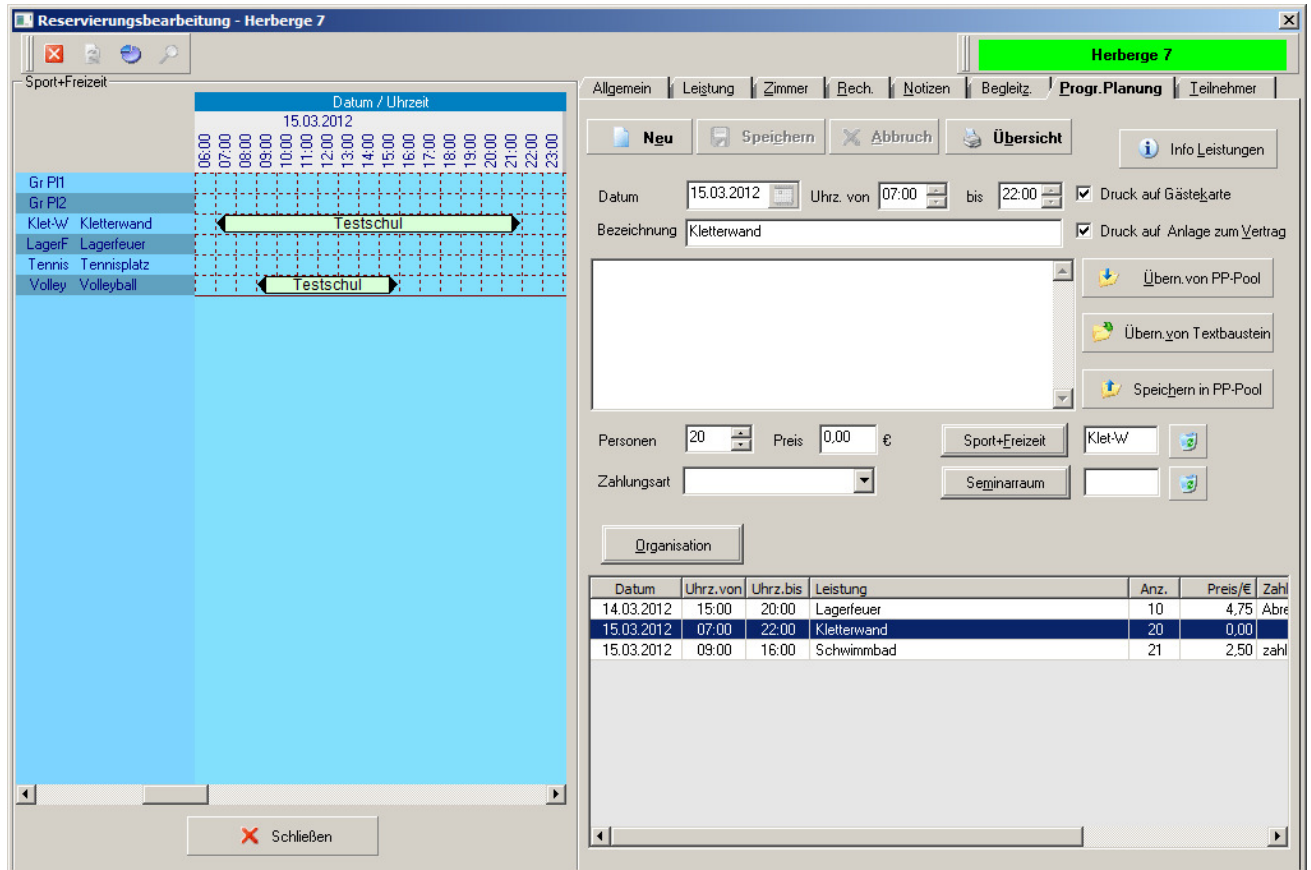 Reservierungsbearbeitung - Herberge 7
Herberge 7
Sport+Freizeit
Datum / Uhrzeit
15.03.2012
06:00 07:00 08:00 09:00 10:00 11:00 12:00 13:00 14:00 15:00 16:00 17:00 18:00 19:00 20:00 21:00 22:00 23:00
Gr Pl1
Gr Pl2
Klet-W Kletterwand Testschul
LagerF Lagerfeuer
Tennis Tennisplatz
Volley Volleyball Testschul
Schließen
Allgemein Leistung Zimmer Rech. Notizen Begleitz. Progr.Planung Teilnehmer
Neu Speichern Abbruch Übersicht
Info Leistungen
Datum 15.03.2012 Uhrz. von 07:00 bis 22:00 Druck auf Gästekarte
Bezeichnung Kletterwand Druck auf Anlage zum Vertrag
Übern.von PP-Pool
Übern.von Textbaustein
Speichern in PP-Pool
Personen 20 Preis 0,00 € Sport+Freizeit Klet-W
Zahlungsart Seminarraum
Organisation
Datum Uhrz.von Uhrz.bis Leistung Anz. Preis/€ Zahl
14.03.2012 15:00 20:00 Lagerfeuer 10 4,75 Abre
15.03.2012 07:00 22:00 Kletterwand 20 0,00
15.03.2012 09:00 16:00 Schwimmbad 21 2,50 zahl